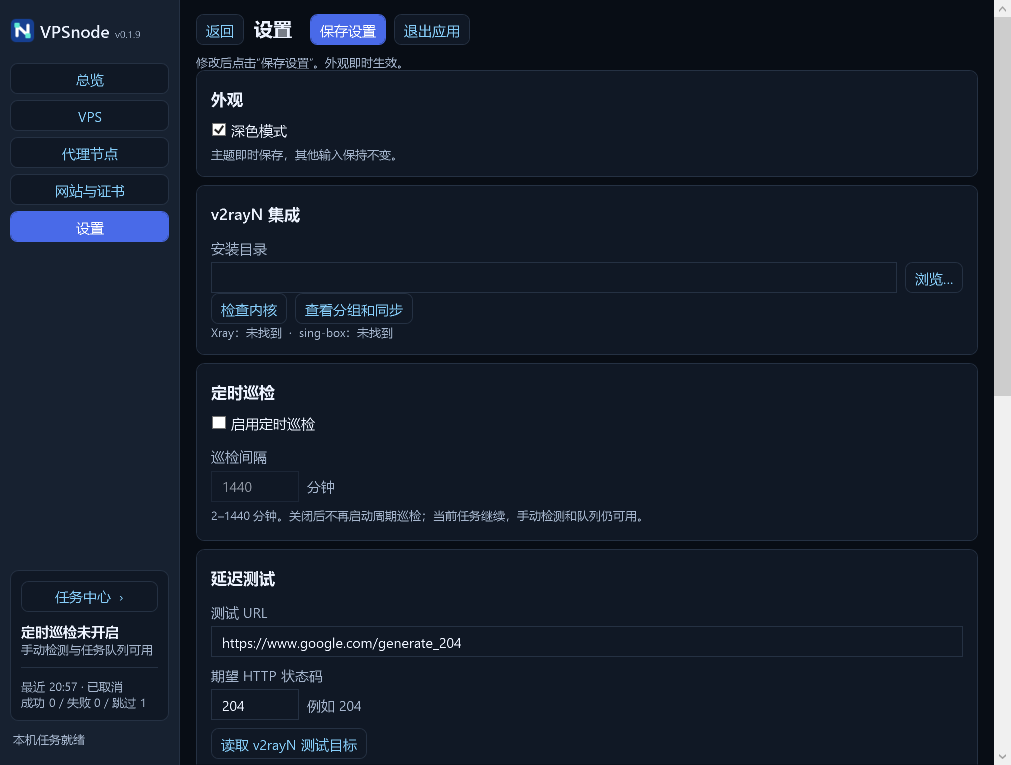 VPSnode v0.1.9
总览
VPS
代理节点
网站与证书
设置
任务中心 ›
定时巡检未开启
手动检测与任务队列可用
最近 20:57 · 已取消
成功 0 / 失败 0 / 跳过 1
本机任务就绪
返回 设置 保存设置 退出应用
修改后点击“保存设置”。外观即时生效。
外观
深色模式
主题即时保存，其他输入保持不变。
v2rayN 集成
安装目录
浏览...
检查内核 查看分组和同步
Xray：未找到 · sing-box：未找到
定时巡检
启用定时巡检
巡检间隔
1440 分钟
2–1440 分钟。关闭后不再启动周期巡检；当前任务继续，手动检测和队列仍可用。
延迟测试
测试 URL
https://www.google.com/generate_204
期望 HTTP 状态码
204 例如 204
读取 v2rayN 测试目标